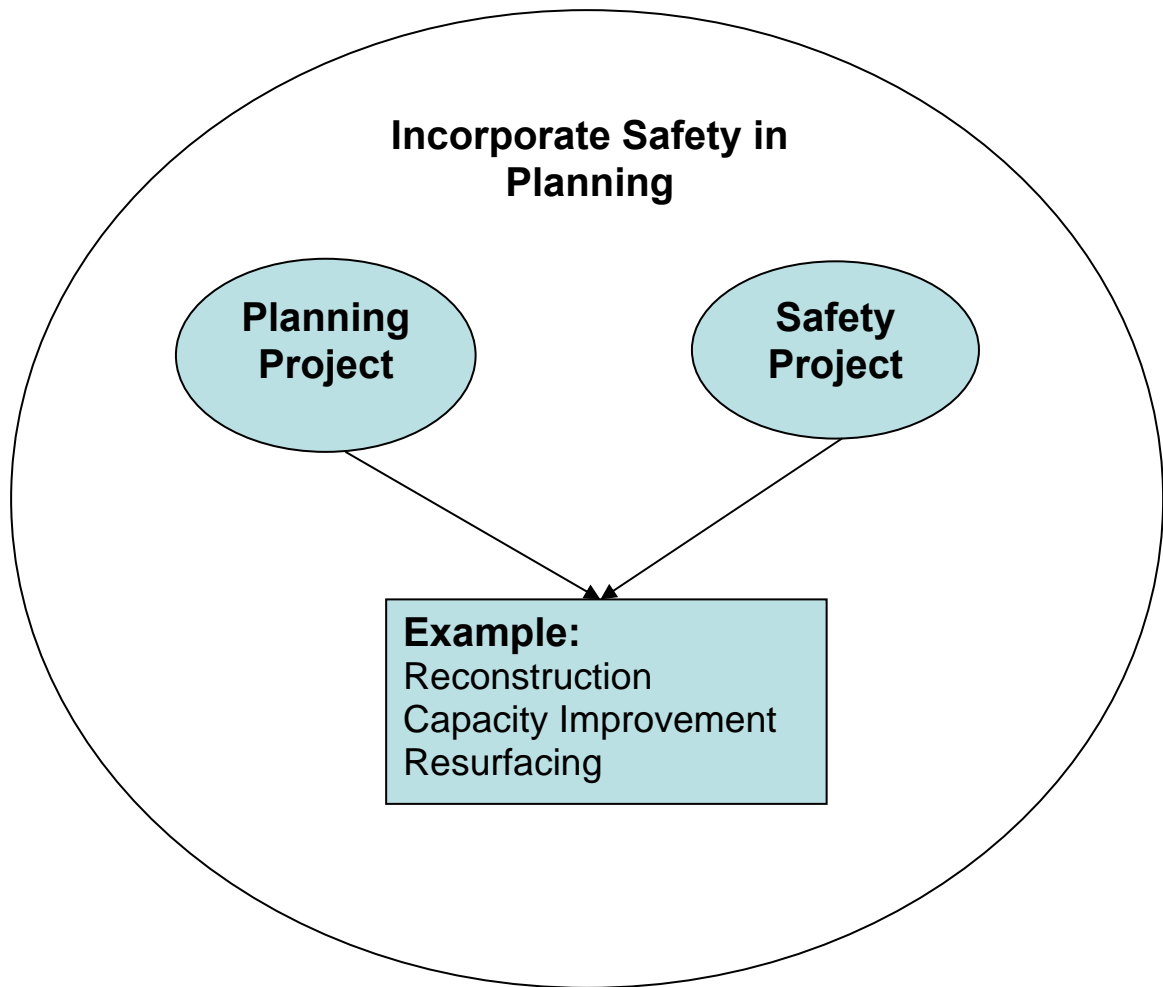 Incorporate Safety in
Planning
Planning
Project
Safety
Project
Example:
Reconstruction
Capacity Improvement
Resurfacing